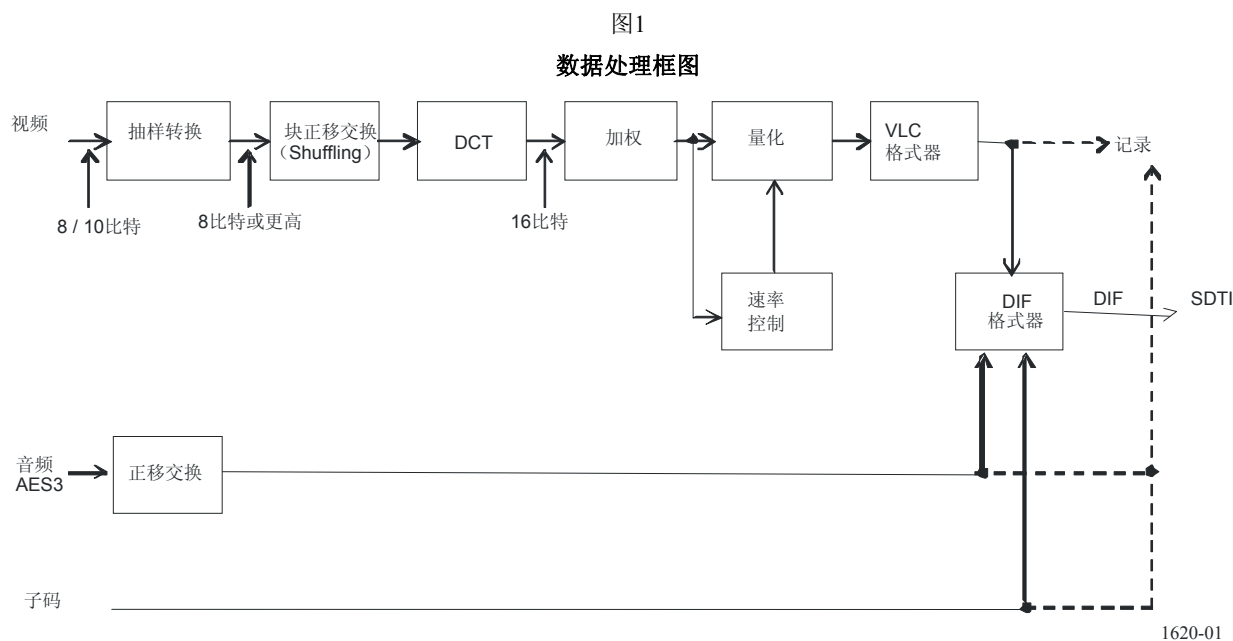 图1
数据处理框图
视频
抽样转换
块正移交换
(Shuffling)
DCT
加权
量化
VLC
格式器
记录
8 / 10比特
8比特或更高
16比特
速率
控制
DIF
格式器
DIF
SDTI
音频
AES3
正移交换
子码
1620-01